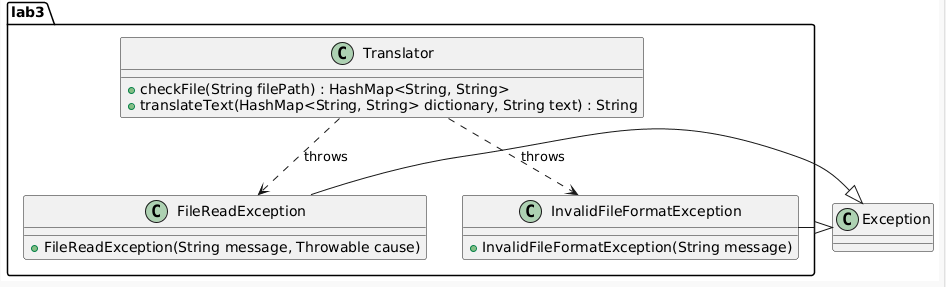 lab3
C Translator
checkFile(String filePath) : HashMap<String, String>
translateText(HashMap<String, String> dictionary, String text) : String
throws
throws
C FileReadException
FileReadException(String message, Throwable cause)
C InvalidFileFormatException
InvalidFileFormatException(String message)
C Exception